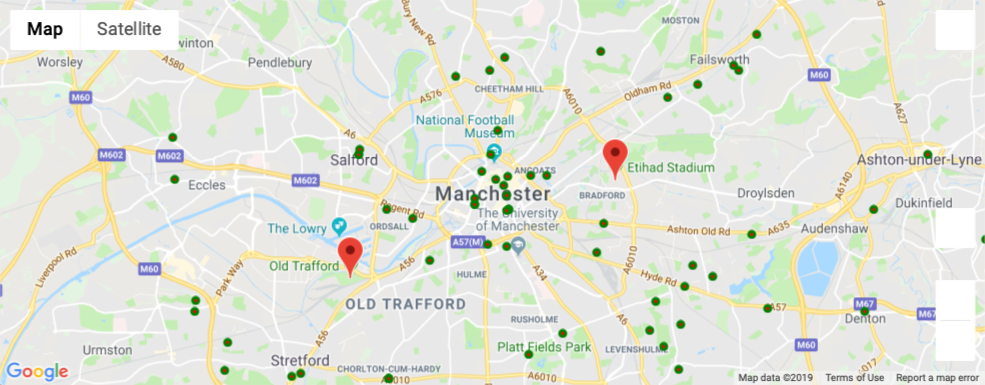 Map
Satellite
Swinton
Bury New Rd
MOSTON
Worsley
Pendlebury
A580
Failsworth
M60
M60
A576
CHEETHAM HILL
A6010
Oldham Rd
A627
National Football
Museum
A6
M602
M602
Salford
ANCOATS
Etihad Stadium
Ashton-under-Lyne
Eccles
M602
Manchester
BRADFORD
Droylsden
A6140
Dukinfield
Regent Rd
The University
of Manchester
The Lowry
ORDSALL
Ashton Old Rd
A635
Audenshaw
A57(M)
Liverpool Rd
M60
Park Way
Old Trafford
A56
HULME
A34
A6010
Hyde Rd
OLD TRAFFORD
A57
M67
M67
Denton
RUSHOLME
A6
A56
Urmston
Stretford
Platt Fields Park
LEVENSHULME
M60
CHORLTON-CUM-HARDY
A6010
Google
Map data ©2019
Terms of Use
Report a map error